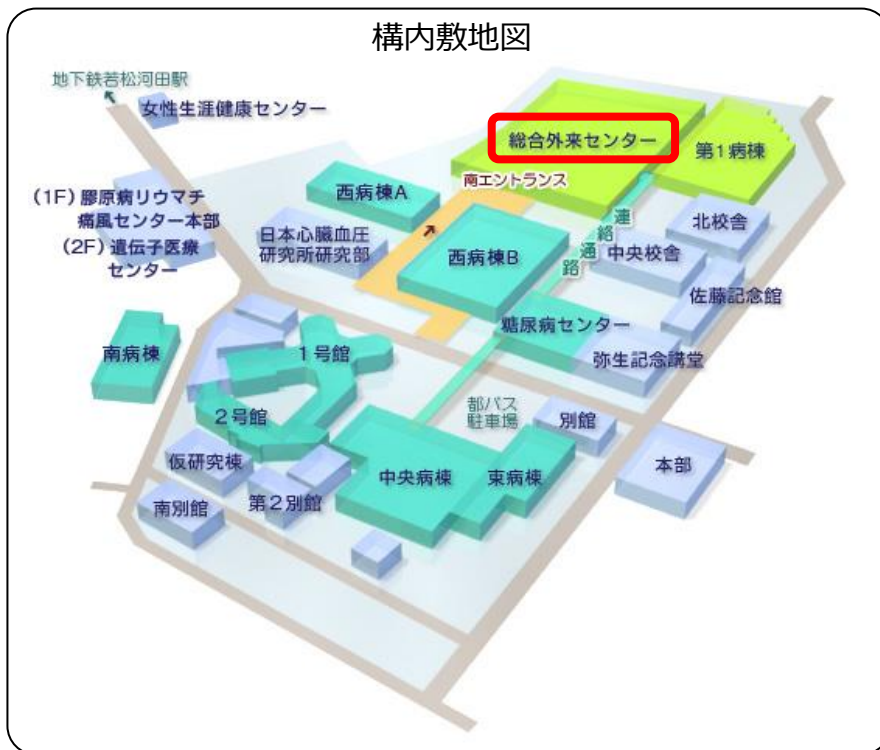 構内敷地図
地下鉄若松河田駅
女性生涯健康センター
総合外来センター
第1病棟
(1F)膠原病リウマチ
痛風センター本部
(2F)遺伝子医療
センター
西病棟A
南エントランス
日本心臓血圧
研究所研究部
西病棟B
連絡通路
北校舎
中央校舎
佐藤記念館
糖尿病センター
弥生記念講堂
南病棟
1号館
2号館
都バス
駐車場
別館
本部
仮研究棟
中央病棟
東病棟
南別館
第2別館